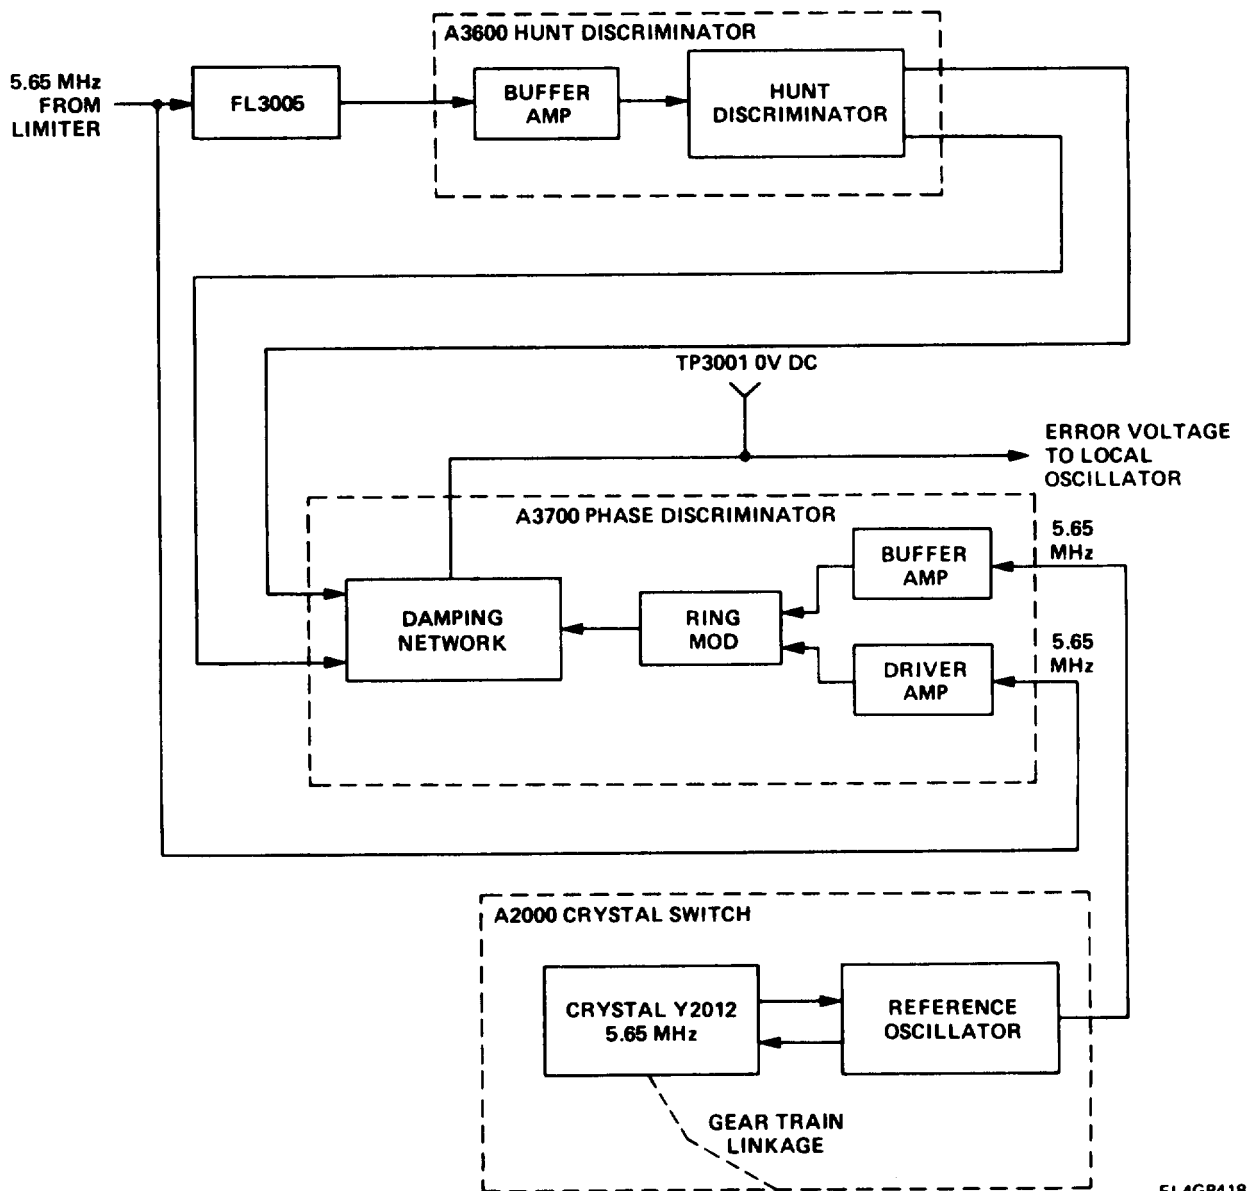 A3600 HUNT DISCRIMINATOR
5.65 MHz
FROM
LIMITER
FL3005
BUFFER
AMP
HUNT
DISCRIMINATOR
TP3001 0V DC
ERROR VOLTAGE
TO LOCAL
OSCILLATOR
A3700 PHASE DISCRIMINATOR
5.65
MHz
BUFFER
AMP
DAMPING
NETWORK
RING
MOD
5.65
MHz
DRIVER
AMP
A2000 CRYSTAL SWITCH
CRYSTAL Y2012
5.65 MHz
REFERENCE
OSCILLATOR
GEAR TRAIN
LINKAGE